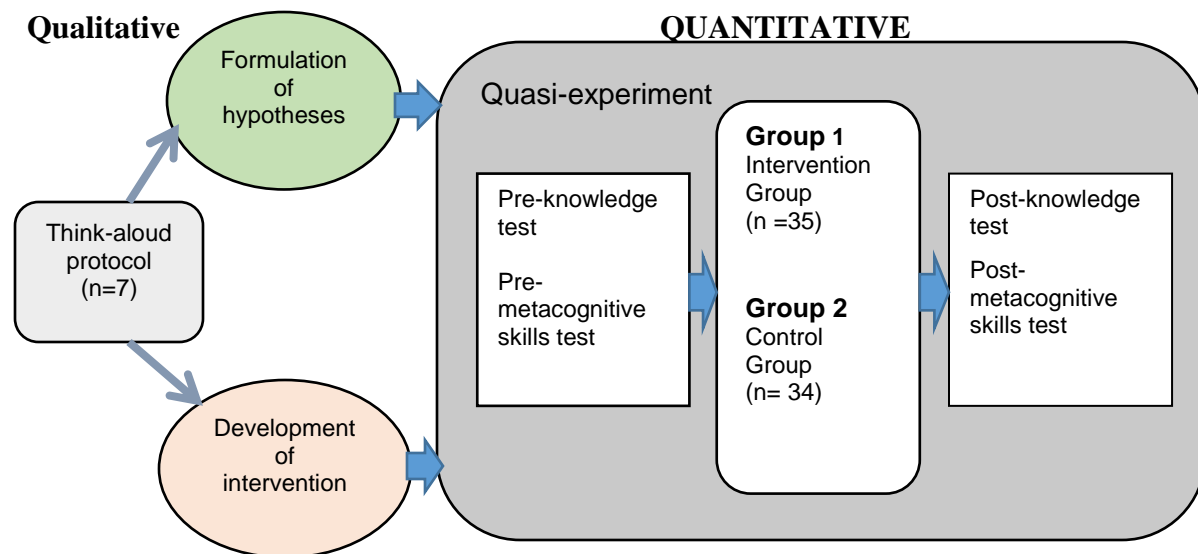 Qualitative
QUANTITATIVE
Formulation
of
hypotheses
Think-aloud
protocol
(n=7)
Development
of
intervention
Quasi-experiment
Pre-knowledge
test
Pre-
metacognitive
skills test
Group 1
Intervention
Group
(n =35)
Group 2
Control
Group
(n= 34)
Post-knowledge
test
Post-
metacognitive
skills test